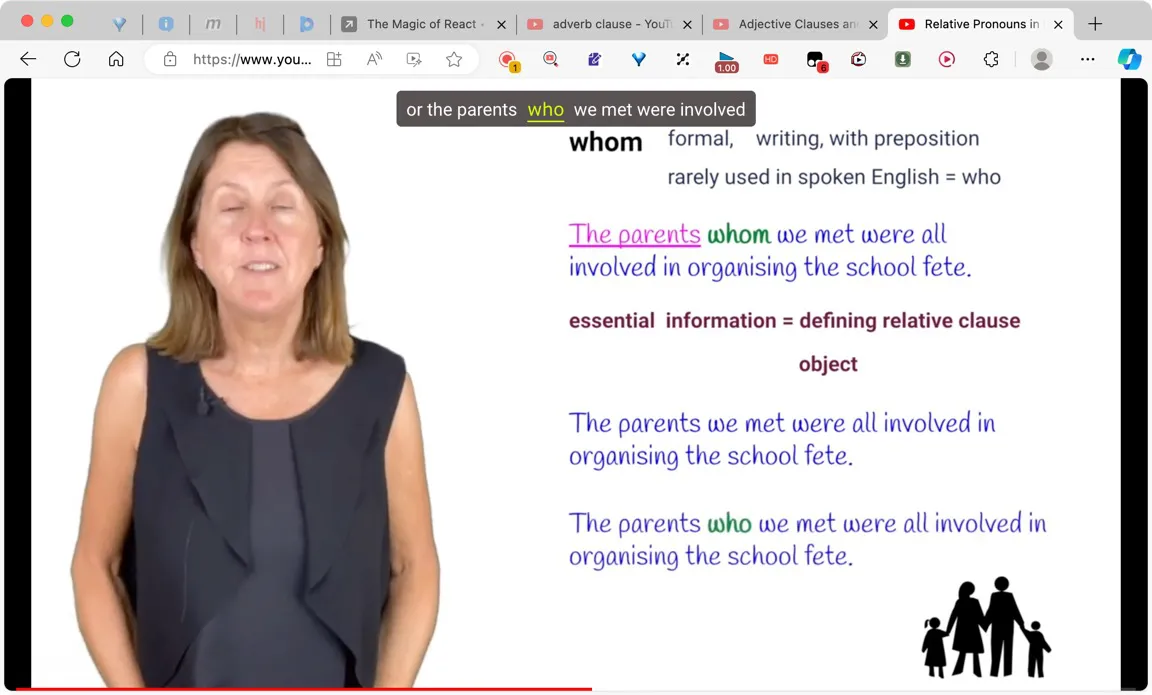 m
hj
The Magic of React -
adverb clause - YouT
Adjective Clauses an
Relative Pronouns in
https://www.you...
A
1
1.00
HD
6
or the parents who we met were involved
whom formal, writing, with preposition
rarely used in spoken English = who
The parents whom we met were all
involved in organising the school fete.
essential information = defining relative clause
object
The parents we met were all involved in
organising the school fete.
The parents who we met were all involved in
organising the school fete.